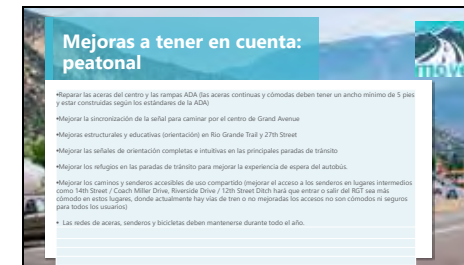 Mejoras a tener en cuenta:
peatonal
move
•Reparar las aceras del centro y las rampas ADA (las aceras continuas y cómodas deben tener un ancho mínimo de 5 pies
y estar construidas según los estándares de la ADA)
•Mejorar la sincronización de la señal para caminar por el centro de Grand Avenue
•Mejoras estructurales y educativas (orientación) en Rio Grande Trail y 27th Street
•Mejorar las señales de orientación completas e intuitivas en las principales paradas de tránsito
•Mejorar los refugios en las paradas de tránsito para mejorar la experiencia de espera del autobús.
•Mejorar los caminos y senderos accesibles de uso compartido (mejorar el acceso a los senderos en lugares intermedios
como 14th Street / Coach Miller Drive, Riverside Drive / 12th Street Ditch hará que entrar o salir del RGT sea más
cómodo en estos lugares, donde actualmente hay vías de tren o no mejoradas los accesos no son cómodos ni seguros
para todos los usuarios)
• Las redes de aceras, senderos y bicicletas deben mantenerse durante todo el año.